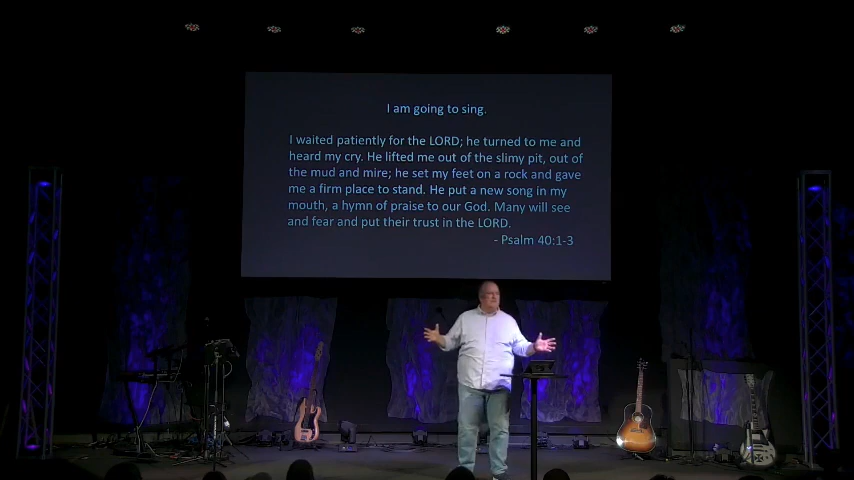 I am going to sing.
I waited patiently for the LORD; he turned to me and
heard my cry. He lifted me out of the slimy pit, out of
the mud and mire; he set my feet on a rock and gave
me a firm place to stand. He put a new song in my
mouth, a hymn of praise to our God. Many will see
and fear and put their trust in the LORD.
- Psalm 40:1-3